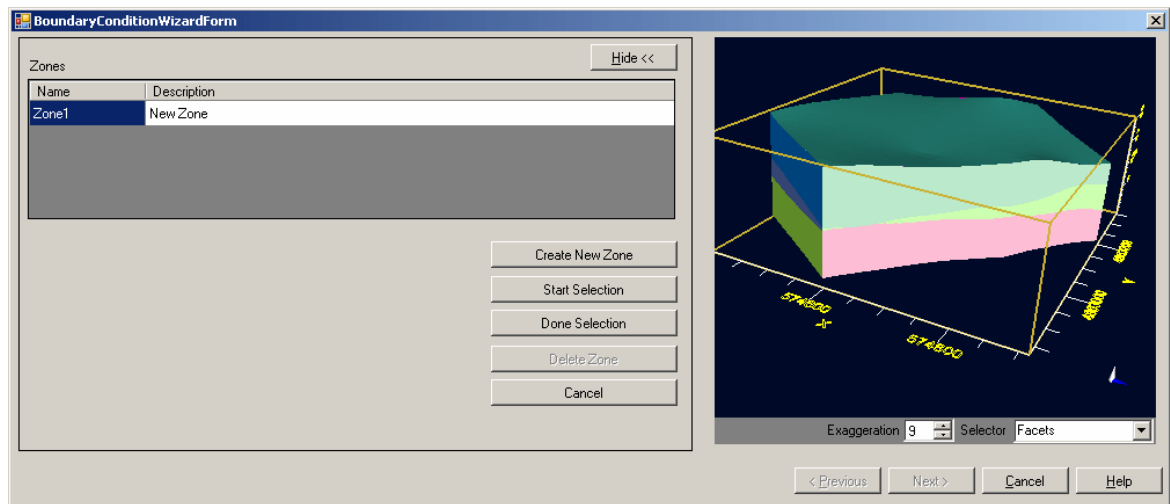 BoundaryConditionWizardForm
Hide <<
Zones
Name Description
Zone1 New Zone
Create New Zone
Start Selection
Done Selection
Delete Zone
Cancel
574600
X
574800
Y
Exaggeration 9 Selector Facets
< Previous Next > Cancel Help